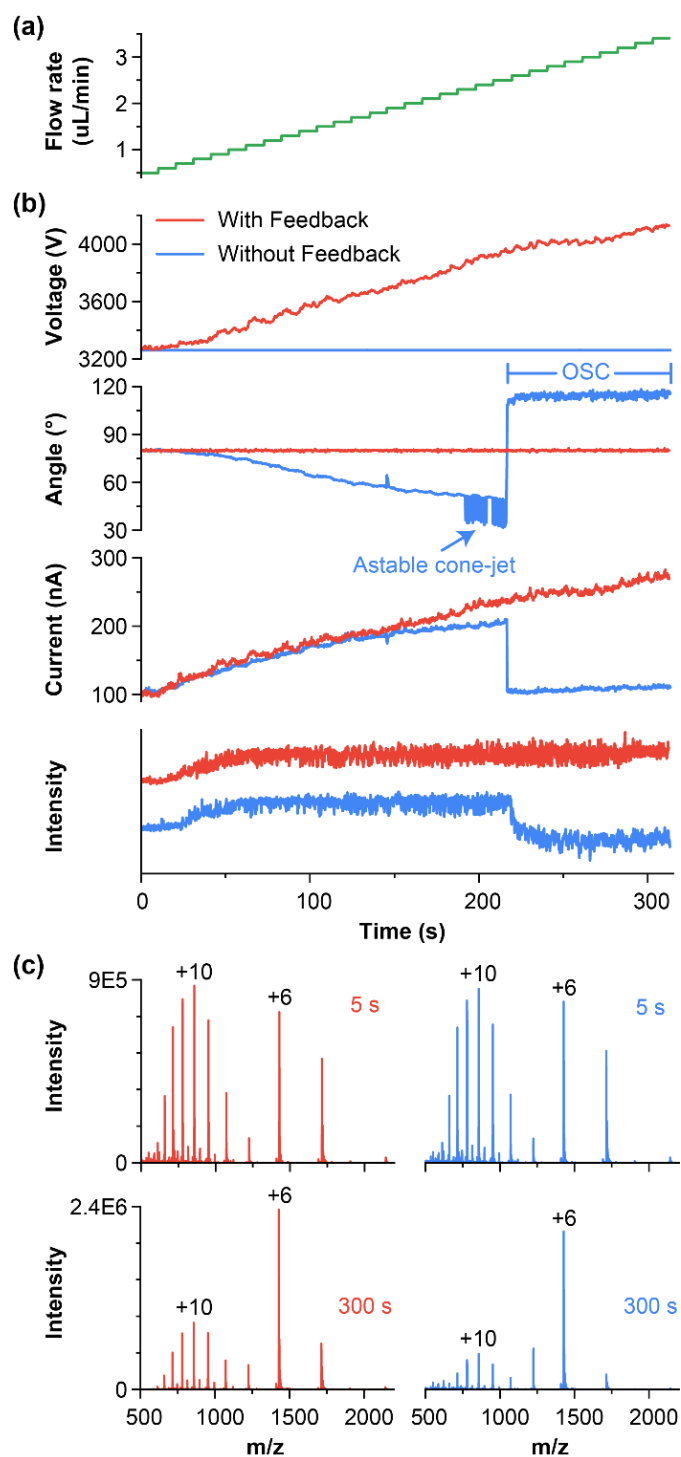 (a)
Flow rate
(uL/min)
3
2
1
(b)
With Feedback
Without Feedback
Voltage (V)
4000
3600
3200
OSC
Angle (°)
120
90
60
30
Astable cone-jet
Current (nA)
300
200
100
Intensity
0
100
200
300
Time (s)
(c)
9E5
+10
+6
5 s
+10
+6
5 s
Intensity
0
2.4E6
+6
+10
300 s
+6
+10
300 s
Intensity
0
500 1000 1500 2000
500 1000 1500 2000
m/z
m/z